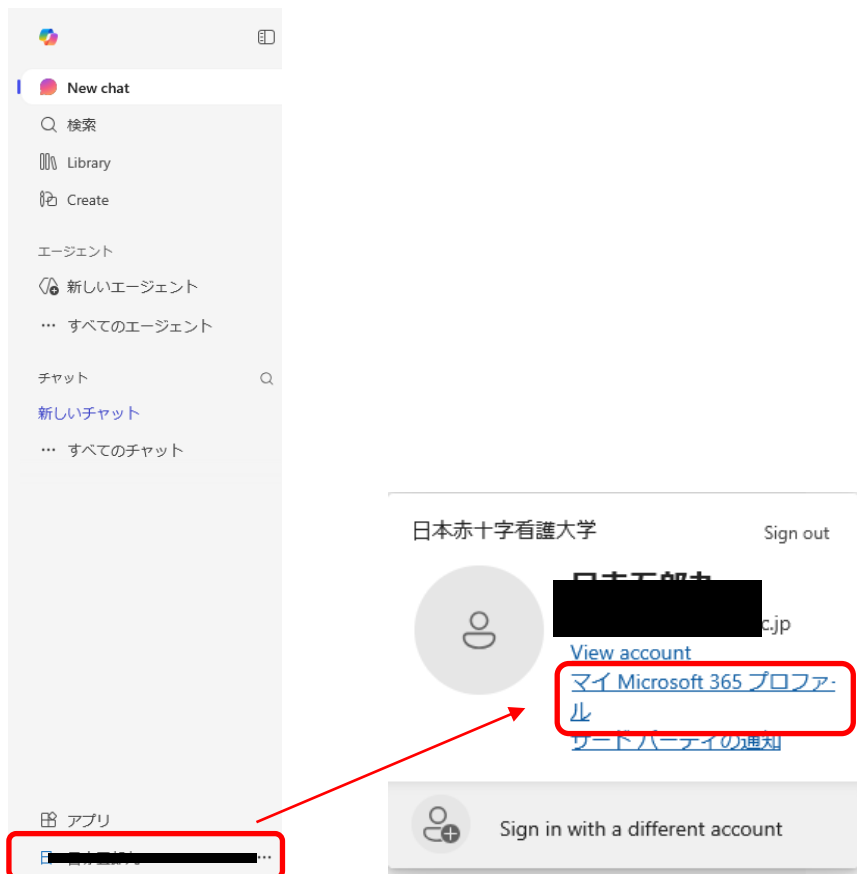 New chat
検索
Library
Create
エージェント
新しいエージェント
… すべてのエージェント
チャット
新しいチャット
… すべてのチャット
アプリ
…
日本赤十字看護大学
Sign out
c.jp
View account
マイ Microsoft 365 プロファイ
ル
サード パーティの通知
Sign in with a different account